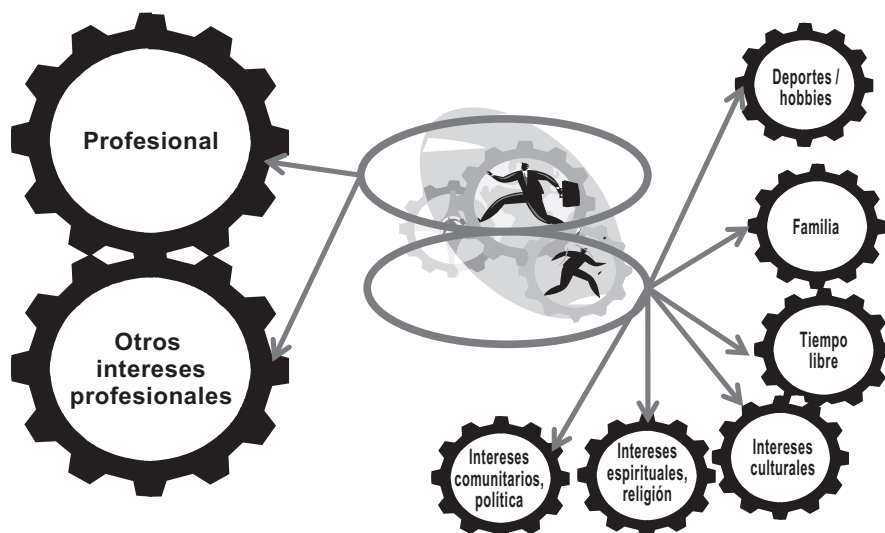 Profesional
Otros
intereses
profesionales
Deportes /
hobbies
Familia
Tiempo
libre
Intereses
culturales
Intereses
espirituales,
religión
Intereses
comunitarios,
política